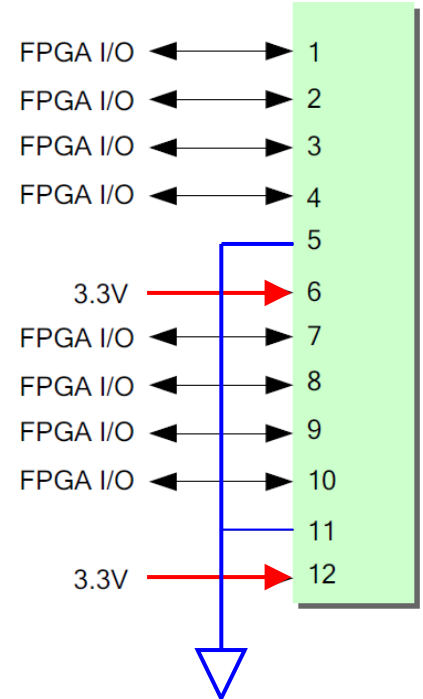 FPGA I/O 1
FPGA I/O 2
FPGA I/O 3
FPGA I/O 4
5
3.3V 6
FPGA I/O 7
FPGA I/O 8
FPGA I/O 9
FPGA I/O 10
11
3.3V 12